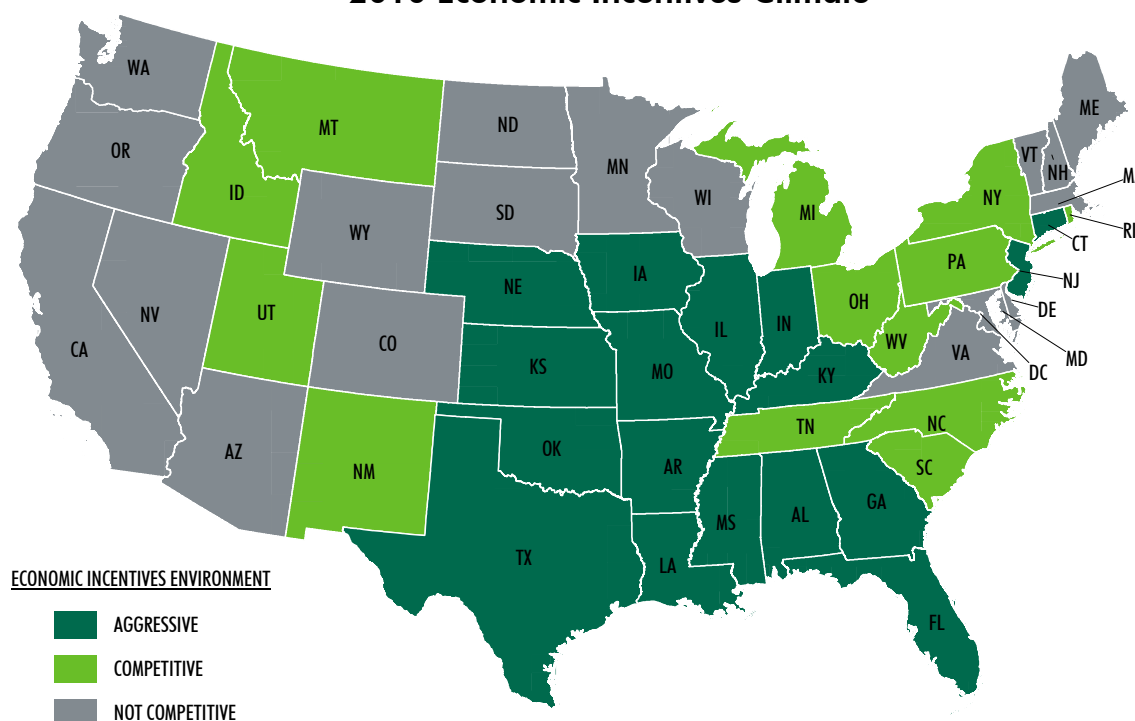 WA
MT
ND
ME
OR
MN
VT
NH
ID
WI
M
SD
MI
NY
WY
RI
CT
PA
IA
NE
NJ
OH
UT
NV
IL
IN
DE
CO
WV
CA
VA
MD
KS
MO
DC
KY
TN
NC
AZ
OK
NM
AR
SC
GA
MS
AL
TX
LA
FL
ECONOMIC INCENTIVES ENVIRONMENT
AGGRESSIVE
COMPETITIVE
NOT COMPETITIVE